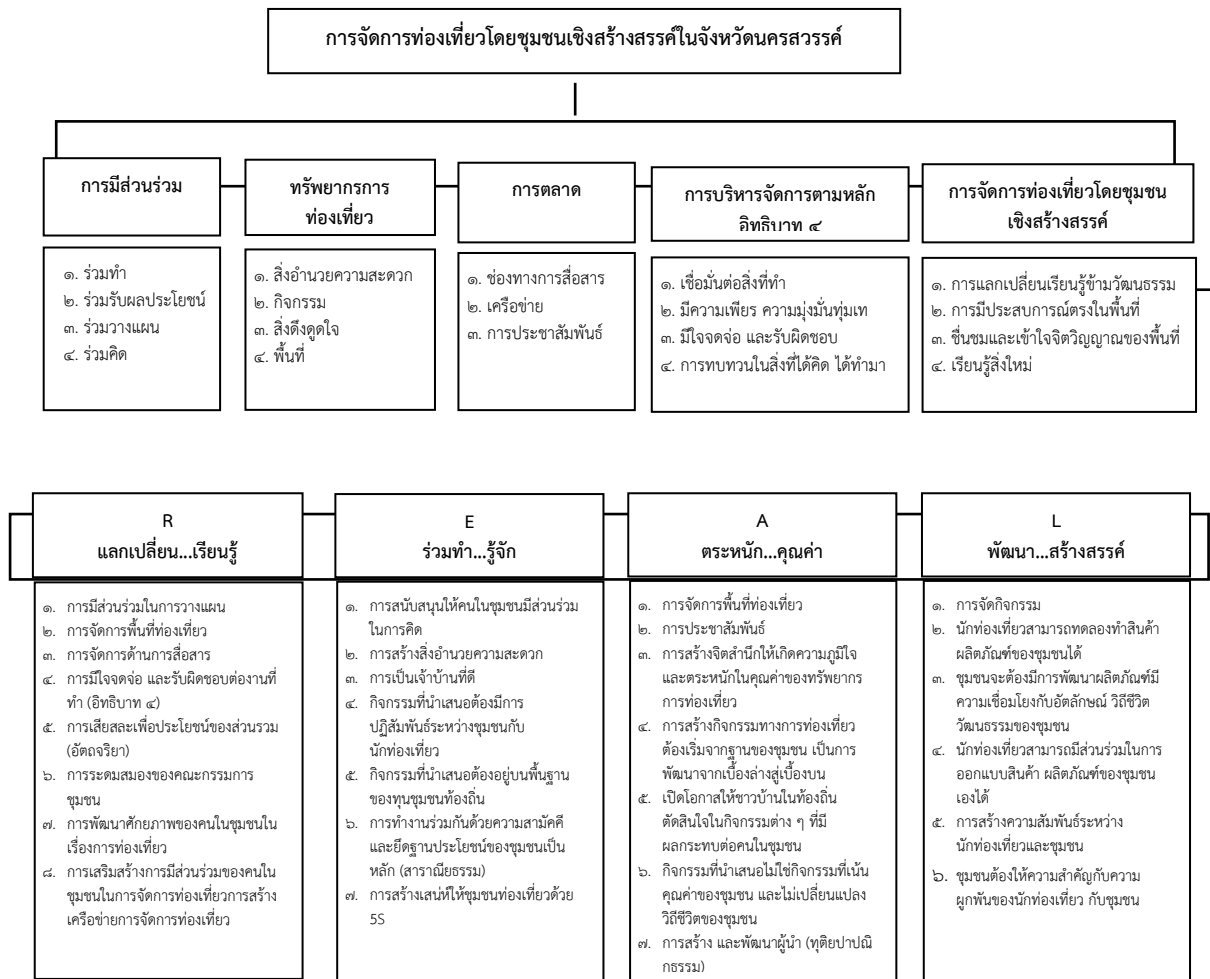 การจัดการท่องเที่ยวโดยชุมชนเชิงสร้างสรรค์ในจังหวัดนครสวรรค์
การมีส่วนร่วม
๑. ร่วมทำ
๒. ร่วมรับผลประโยชน์
๓. ร่วมวางแผน
๔. ร่วมคิด
ทรัพยากรการ
ท่องเที่ยว
๑. สิ่งอำนวยความสะดวก
๒. กิจกรรม
๓. สิ่งดึงดูดใจ
๔. พื้นที่
การตลาด
๑. ช่องทางการสื่อสาร
๒. เครือข่าย
๓. การประชาสัมพันธ์
การบริหารจัดการตามหลัก
อิทธิบาท ๔
๑. เชื่อมั่นต่อสิ่งที่ทำ
๒. มีความเพียร ความมุ่งมั่นทุ่มเท
๓. มีใจจดจ่อ และรับผิดชอบ
๔. การทบทวนในสิ่งที่ได้คิด ได้ทำมา
การจัดการท่องเที่ยวโดยชุมชน
เชิงสร้างสรรค์
๑. การแลกเปลี่ยนเรียนรู้ข้ามวัฒนธรรม
๒. การมีประสบการณ์ตรงในพื้นที่
๓. ชื่นชมและเข้าใจจิตวิญญาณของพื้นที่
๔. เรียนรู้สิ่งใหม่
R
แลกเปลี่ยน...เรียนรู้
๑. การมีส่วนร่วมในการวางแผน
๒. การจัดการพื้นที่ท่องเที่ยว
๓. การจัดการด้านการสื่อสาร
๔. การมีใจจดจ่อ และรับผิดชอบต่องานที่
ทำ (อิทธิบาท ๔)
๕. การเสียสละเพื่อประโยชน์ของส่วนรวม
(อัตถจริยา)
๖. การระดมสมองของคณะกรรมการ
ชุมชน
๗. การพัฒนาศักยภาพของคนในชุมชนใน
เรื่องการท่องเที่ยว
๘. การเสริมสร้างการมีส่วนร่วมของคนใน
ชุมชนในการจัดการท่องเที่ยวการสร้าง
เครือข่ายการจัดการท่องเที่ยว
E
ร่วมทำ...รู้จัก
๑. การสนับสนุนให้คนในชุมชนมีส่วนร่วม
ในการคิด
๒. การสร้างสิ่งอำนวยความสะดวก
๓. การเป็นเจ้าบ้านที่ดี
๔. กิจกรรมที่นำเสนอต้องมีการ
ปฏิสัมพันธ์ระหว่างชุมชนกับ
นักท่องเที่ยว
๕. กิจกรรมที่นำเสนอต้องอยู่บนพื้นฐาน
ของทุนชุมชนท้องถิ่น
๖. การทำงานร่วมกันด้วยความสามัคคี
และยึดฐานประโยชน์ของชุมชนเป็น
หลัก (สาราณียธรรม)
๗. การสร้างเสน่ห์ให้ชุมชนท่องเที่ยวด้วย
5S
A
ตระหนัก...คุณค่า
๑. การจัดการพื้นที่ท่องเที่ยว
๒. การประชาสัมพันธ์
๓. การสร้างจิตสำนึกให้เกิดความภูมิใจ
และตระหนักในคุณค่าของทรัพยากร
การท่องเที่ยว
๔. การสร้างกิจกรรมทางการท่องเที่ยว
ต้องเริ่มจากฐานของชุมชน เป็นการ
พัฒนาจากเบื้องล่างสู่เบื้องบน
๕. เปิดโอกาสให้ชาวบ้านในท้องถิ่น
ตัดสินใจในกิจกรรมต่าง ๆ ที่มี
ผลกระทบต่อคนในชุมชน
๖. กิจกรรมที่นำเสนอไม่ใช่กิจกรรมที่เน้น
คุณค่าของชุมชน และไม่เปลี่ยนแปลง
วิถีชีวิตของชุมชน
๗. การสร้าง และพัฒนาผู้นำ (ทุติยปาปณิ
กธรรม)
L
พัฒนา...สร้างสรรค์
๑. การจัดกิจกรรม
๒. นักท่องเที่ยวสามารถทดลองทำสินค้า
ผลิตภัณฑ์ของชุมชนได้
๓. ชุมชนจะต้องมีการพัฒนาผลิตภัณฑ์มี
ความเชื่อมโยงกับอัตลักษณ์ วิถีชีวิต
วัฒนธรรมของชุมชน
๔. นักท่องเที่ยวสามารถมีส่วนร่วมในการ
ออกแบบสินค้า ผลิตภัณฑ์ของชุมชน
เองได้
๕. การสร้างความสัมพันธ์ระหว่าง
นักท่องเที่ยวและชุมชน
๖. ชุมชนต้องให้ความสำคัญกับความ
ผูกพันของนักท่องเที่ยว กับชุมชน